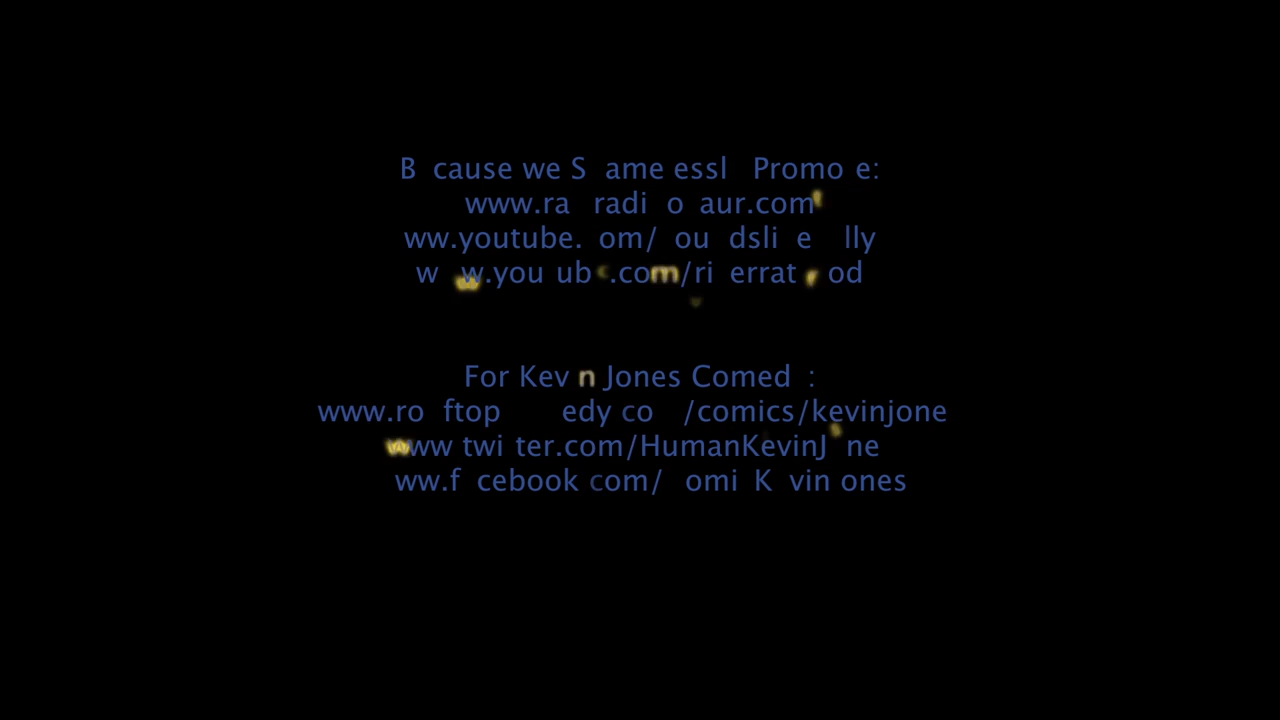 B cause we S ame essl Promo e:
www.ra radi o aur.com
ww.youtube. om/ ou dsli e lly
w w.you ub c .com/ri errat r od
For Kev n Jones Comed :
www.ro ftop edy co /comics/kevinjone
www twi ter.com/HumanKevinJ s ne
ww.f cebook com/ omi K vin ones